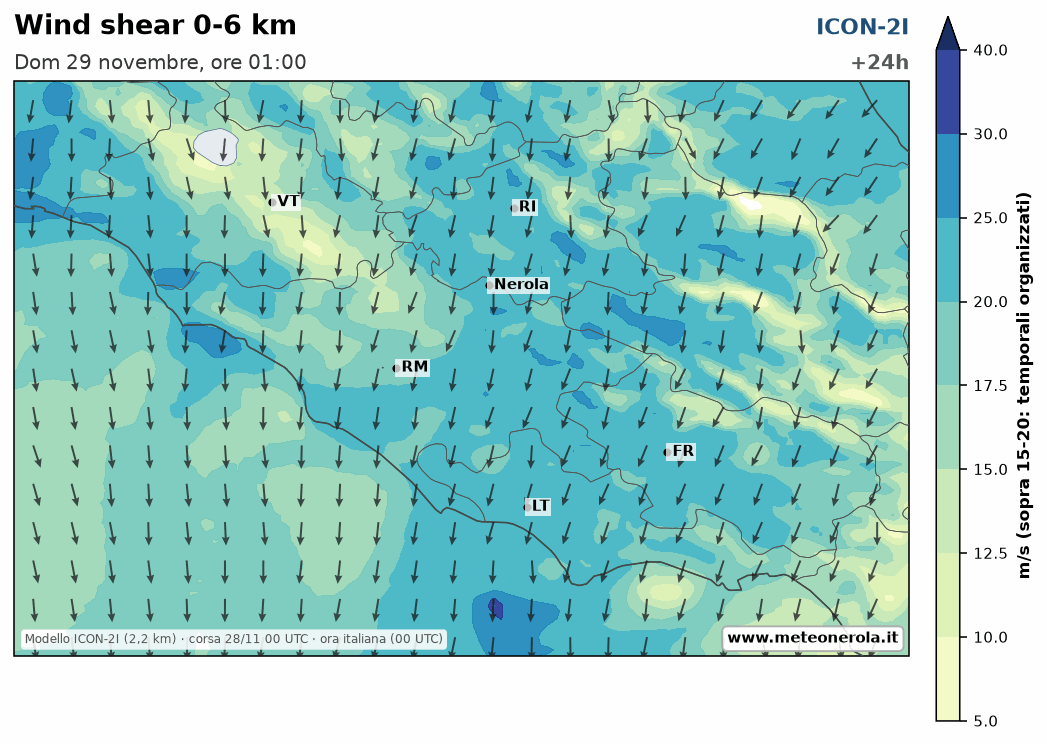 Wind shear 0-6 km
ICON-2I
Dom 29 novembre, ore 01:00
+24h
40.0
30.0
25.0
20.0
17.5
15.0
12.5
10.0
5.0
m/s (sopra 15-20: temporali organizzati)
VT
RI
Nerola
RM
FR
LT
Modello ICON-2I (2,2 km) · corsa 28/11 00 UTC · ora italiana (00 UTC)
www.meteonerola.it